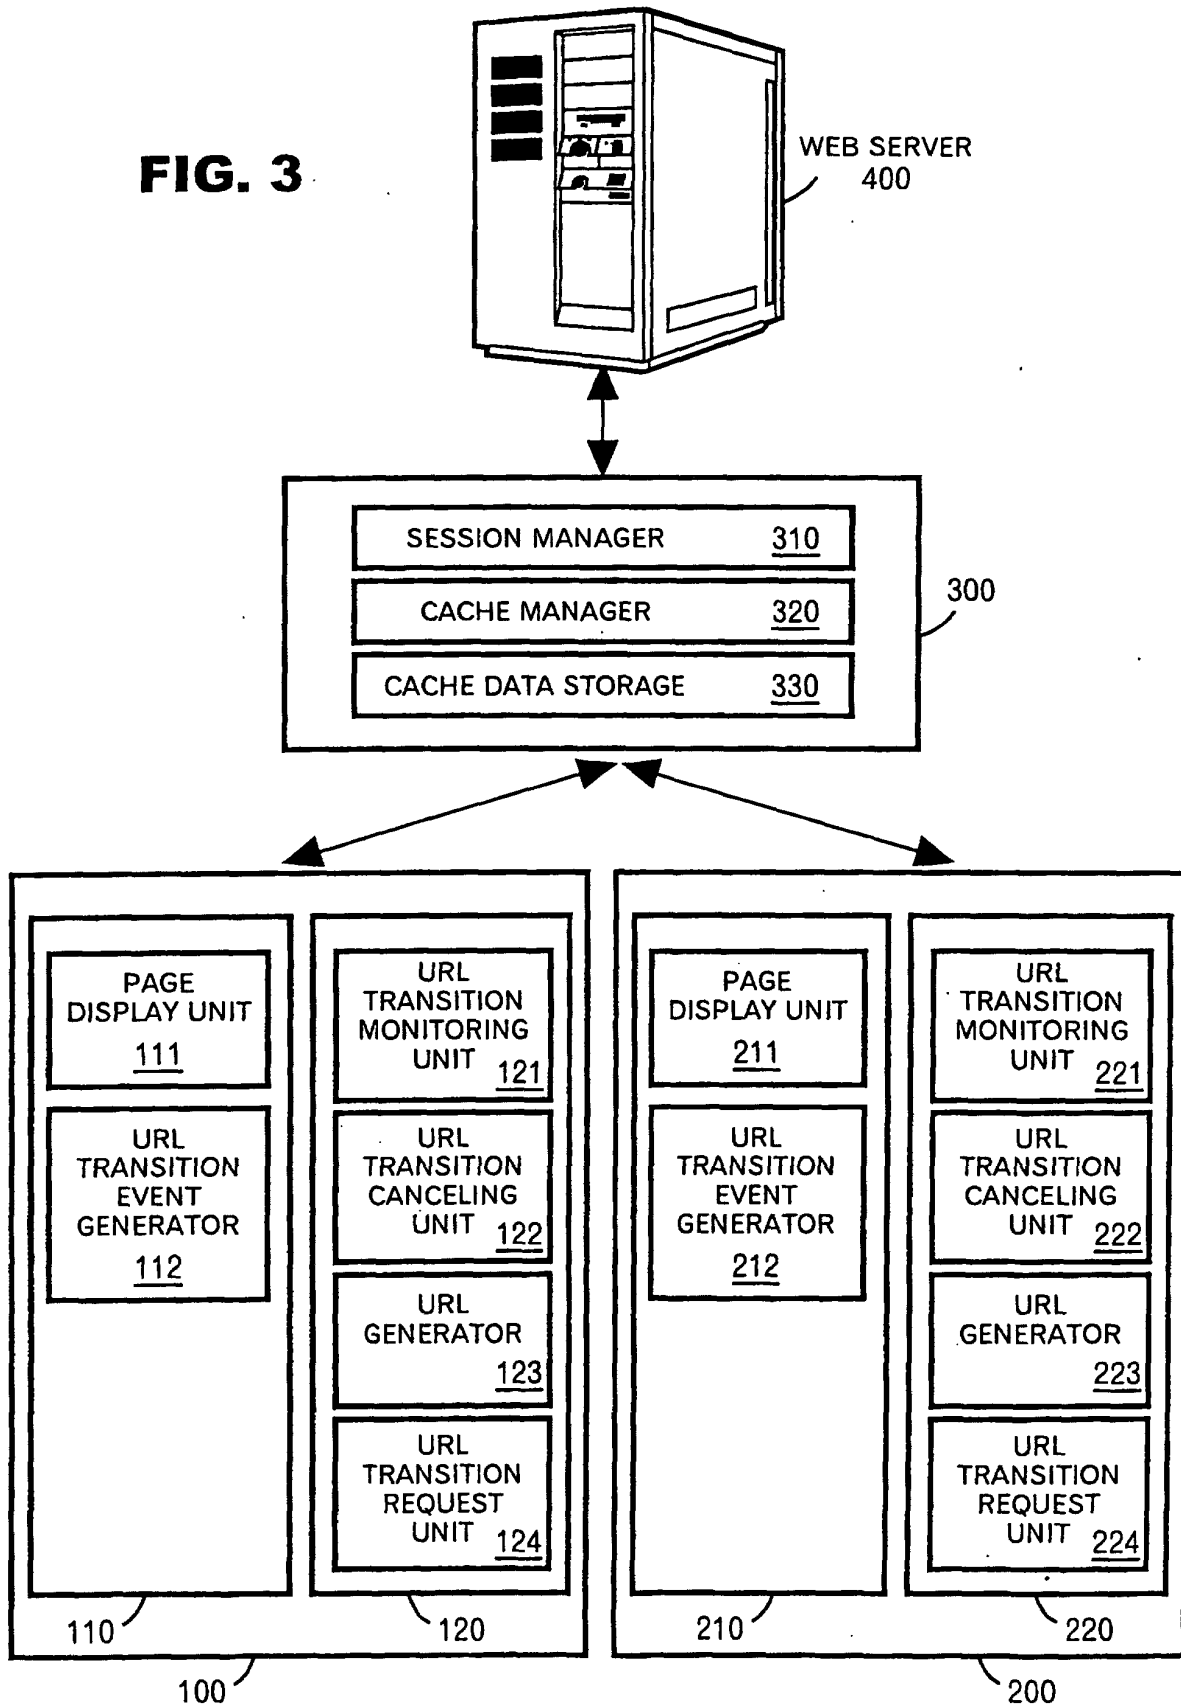 FIG. 3
WEB SERVER
400
SESSION MANAGER 310
CACHE MANAGER 320
CACHE DATA STORAGE 330
300
PAGE
DISPLAY UNIT
111
URL
TRANSITION
EVENT
GENERATOR
112
URL
TRANSITION
MONITORING
UNIT 121
URL
TRANSITION
CANCELING
UNIT 122
URL
GENERATOR
123
URL
TRANSITION
REQUEST
UNIT 124
110
120
100
PAGE
DISPLAY UNIT
211
URL
TRANSITION
EVENT
GENERATOR
212
URL
TRANSITION
MONITORING
UNIT 221
URL
TRANSITION
CANCELING
UNIT 222
URL
GENERATOR
223
URL
TRANSITION
REQUEST
UNIT 224
210
220
200